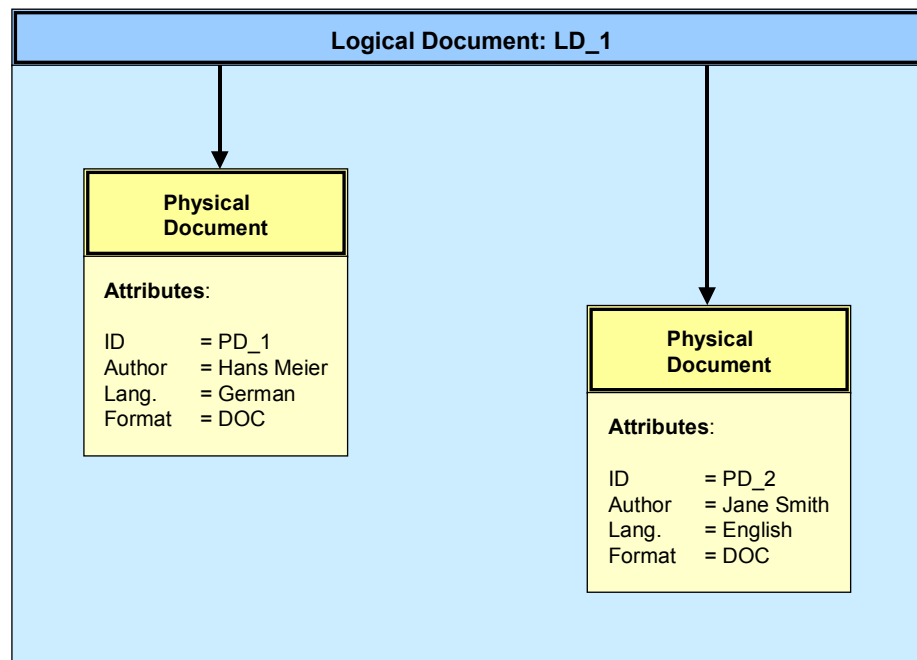 Logical Document: LD_1
Physical
Document
Attributes:
ID = PD_1
Author = Hans Meier
Lang. = German
Format = DOC
Physical
Document
Attributes:
ID = PD_2
Author = Jane Smith
Lang. = English
Format = DOC